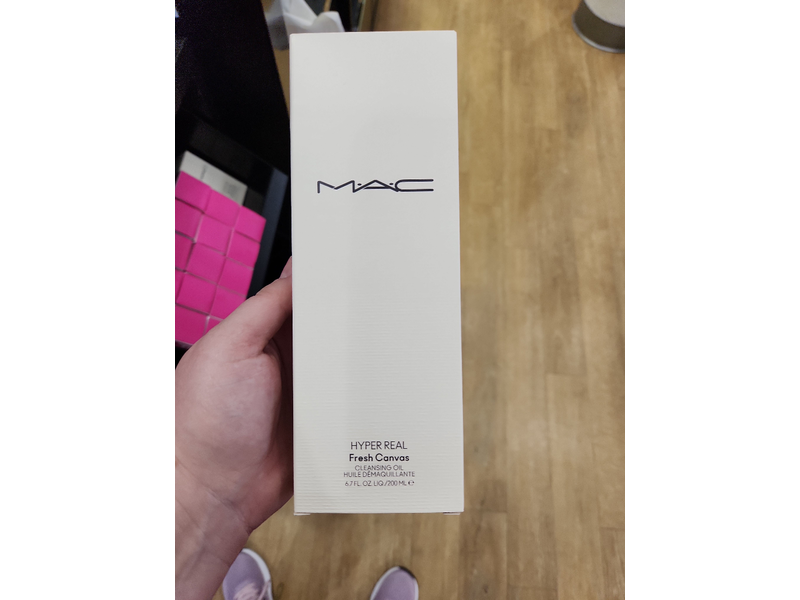 M·A·C
HYPER REAL
Fresh Canvas
CLEANSING OIL
HUILE DÉMAQUILLANTE
6.7 FL. OZ. LIQ./200 ML ℮